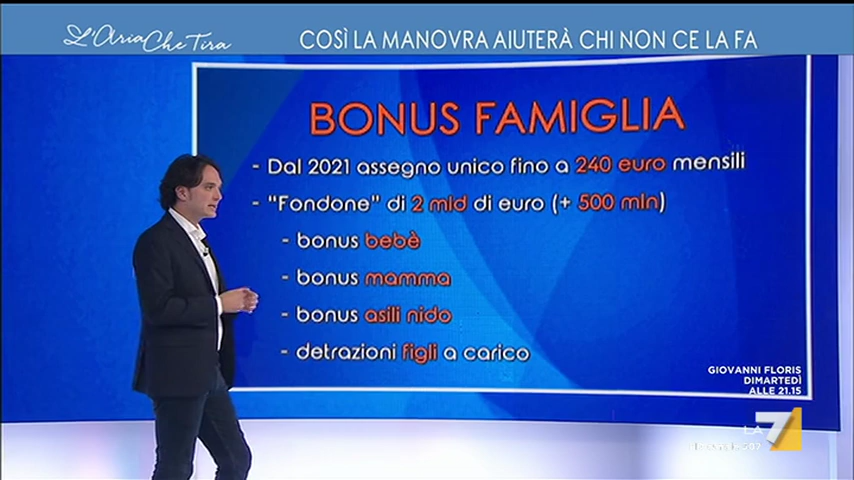 L'Aria Che Tira
COSÌ LA MANOVRA AIUTERÀ CHI NON CE LA FA
BONUS FAMIGLIA
- Dal 2021 assegno unico fino a 240 euro mensili
- "Fondone" di 2 mld di euro (+ 500 mln)
- bonus bebè
- bonus mamma
- bonus asili nido
- detrazioni figli a carico
GIOVANNI FLORIS
DIMARTEDÌ
ALLE 21.15
LA 7